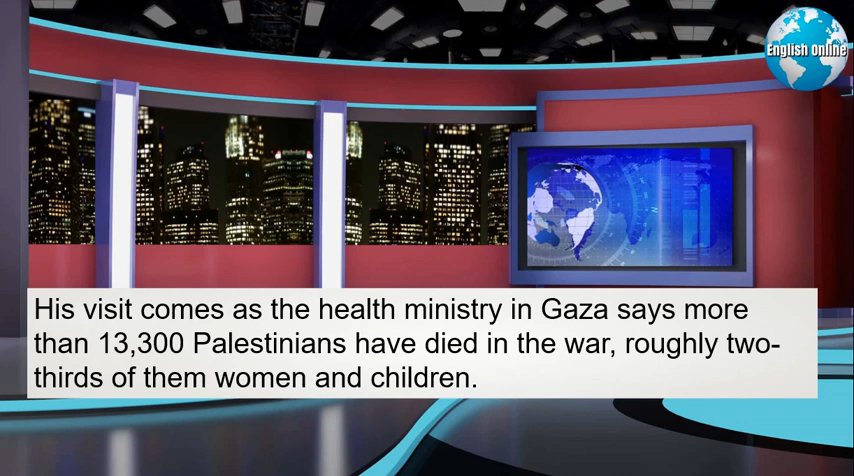 English Online
His visit comes as the health ministry in Gaza says more
than 13,300 Palestinians have died in the war, roughly two-
thirds of them women and children.